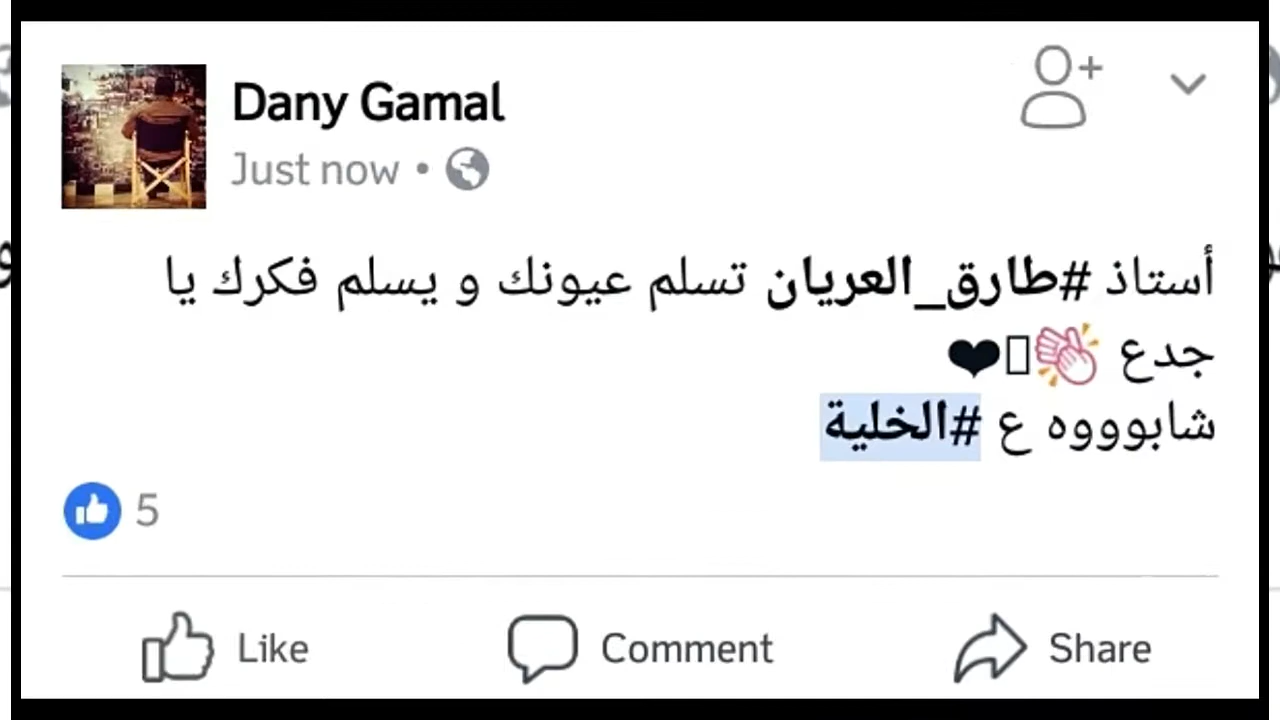 Dany Gamal
Just now •
أستاذ #طارق_العريان تسلم عيونك و يسلم فكرك يا
جدع 👏▯❤
شابوووه ع #الخلية
5
Like
Comment
Share